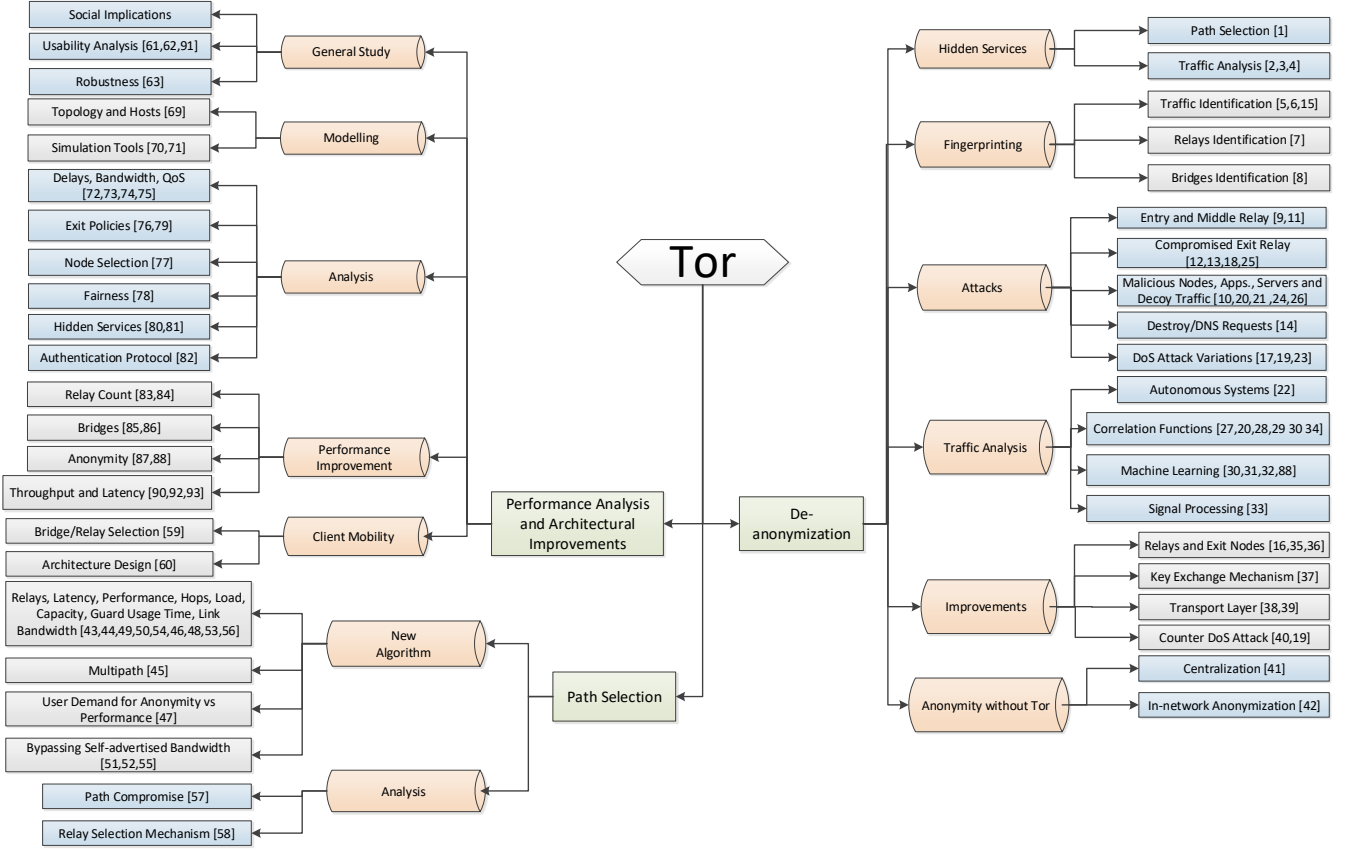 Tor
Performance Analysis
and Architectural
Improvements
General Study
Social Implications
Usability Analysis [61,62,91]
Robustness [63]
Modelling
Topology and Hosts [69]
Simulation Tools [70,71]
Analysis
Delays, Bandwidth, QoS
[72,73,74,75]
Exit Policies [76,79]
Node Selection [77]
Fairness [78]
Hidden Services [80,81]
Authentication Protocol [82]
Performance
Improvement
Relay Count [83,84]
Bridges [85,86]
Anonymity [87,88]
Throughput and Latency [90,92,93]
Client Mobility
Bridge/Relay Selection [59]
Architecture Design [60]
Path Selection
New
Algorithm
Relays, Latency, Performance, Hops, Load,
Capacity, Guard Usage Time, Link
Bandwidth [43,44,49,50,54,46,48,53,56]
Multipath [45]
User Demand for Anonymity vs
Performance [47]
Bypassing Self-advertised Bandwidth
[51,52,55]
Analysis
Path Compromise [57]
Relay Selection Mechanism [58]
De-
anonymization
Hidden Services
Path Selection [1]
Traffic Analysis [2,3,4]
Fingerprinting
Traffic Identification [5,6,15]
Relays Identification [7]
Bridges Identification [8]
Attacks
Entry and Middle Relay [9,11]
Compromised Exit Relay
[12,13,18,25]
Malicious Nodes, Apps., Servers and
Decoy Traffic [10,20,21 ,24,26]
Destroy/DNS Requests [14]
DoS Attack Variations [17,19,23]
Traffic Analysis
Autonomous Systems [22]
Correlation Functions [27,20,28,29 30 34]
Machine Learning [30,31,32,88]
Signal Processing [33]
Improvements
Relays and Exit Nodes [16,35,36]
Key Exchange Mechanism [37]
Transport Layer [38,39]
Counter DoS Attack [40,19]
Anonymity without Tor
Centralization [41]
In-network Anonymization [42]